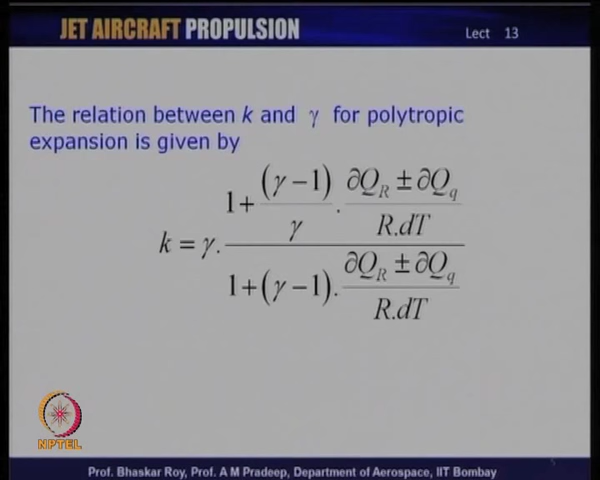 JET AIRCRAFT PROPULSION
Lect 13
The relation between k and γ for polytropic
expansion is given by
k = γ . (1 + (γ − 1)/γ . (∂Q_R ± ∂Q_q)/(R.dT)) / (1 + (γ − 1) . (∂Q_R ± ∂Q_q)/(R.dT))
NPTEL
Prof. Bhaskar Roy, Prof. A M Pradeep, Department of Aerospace, IIT Bombay